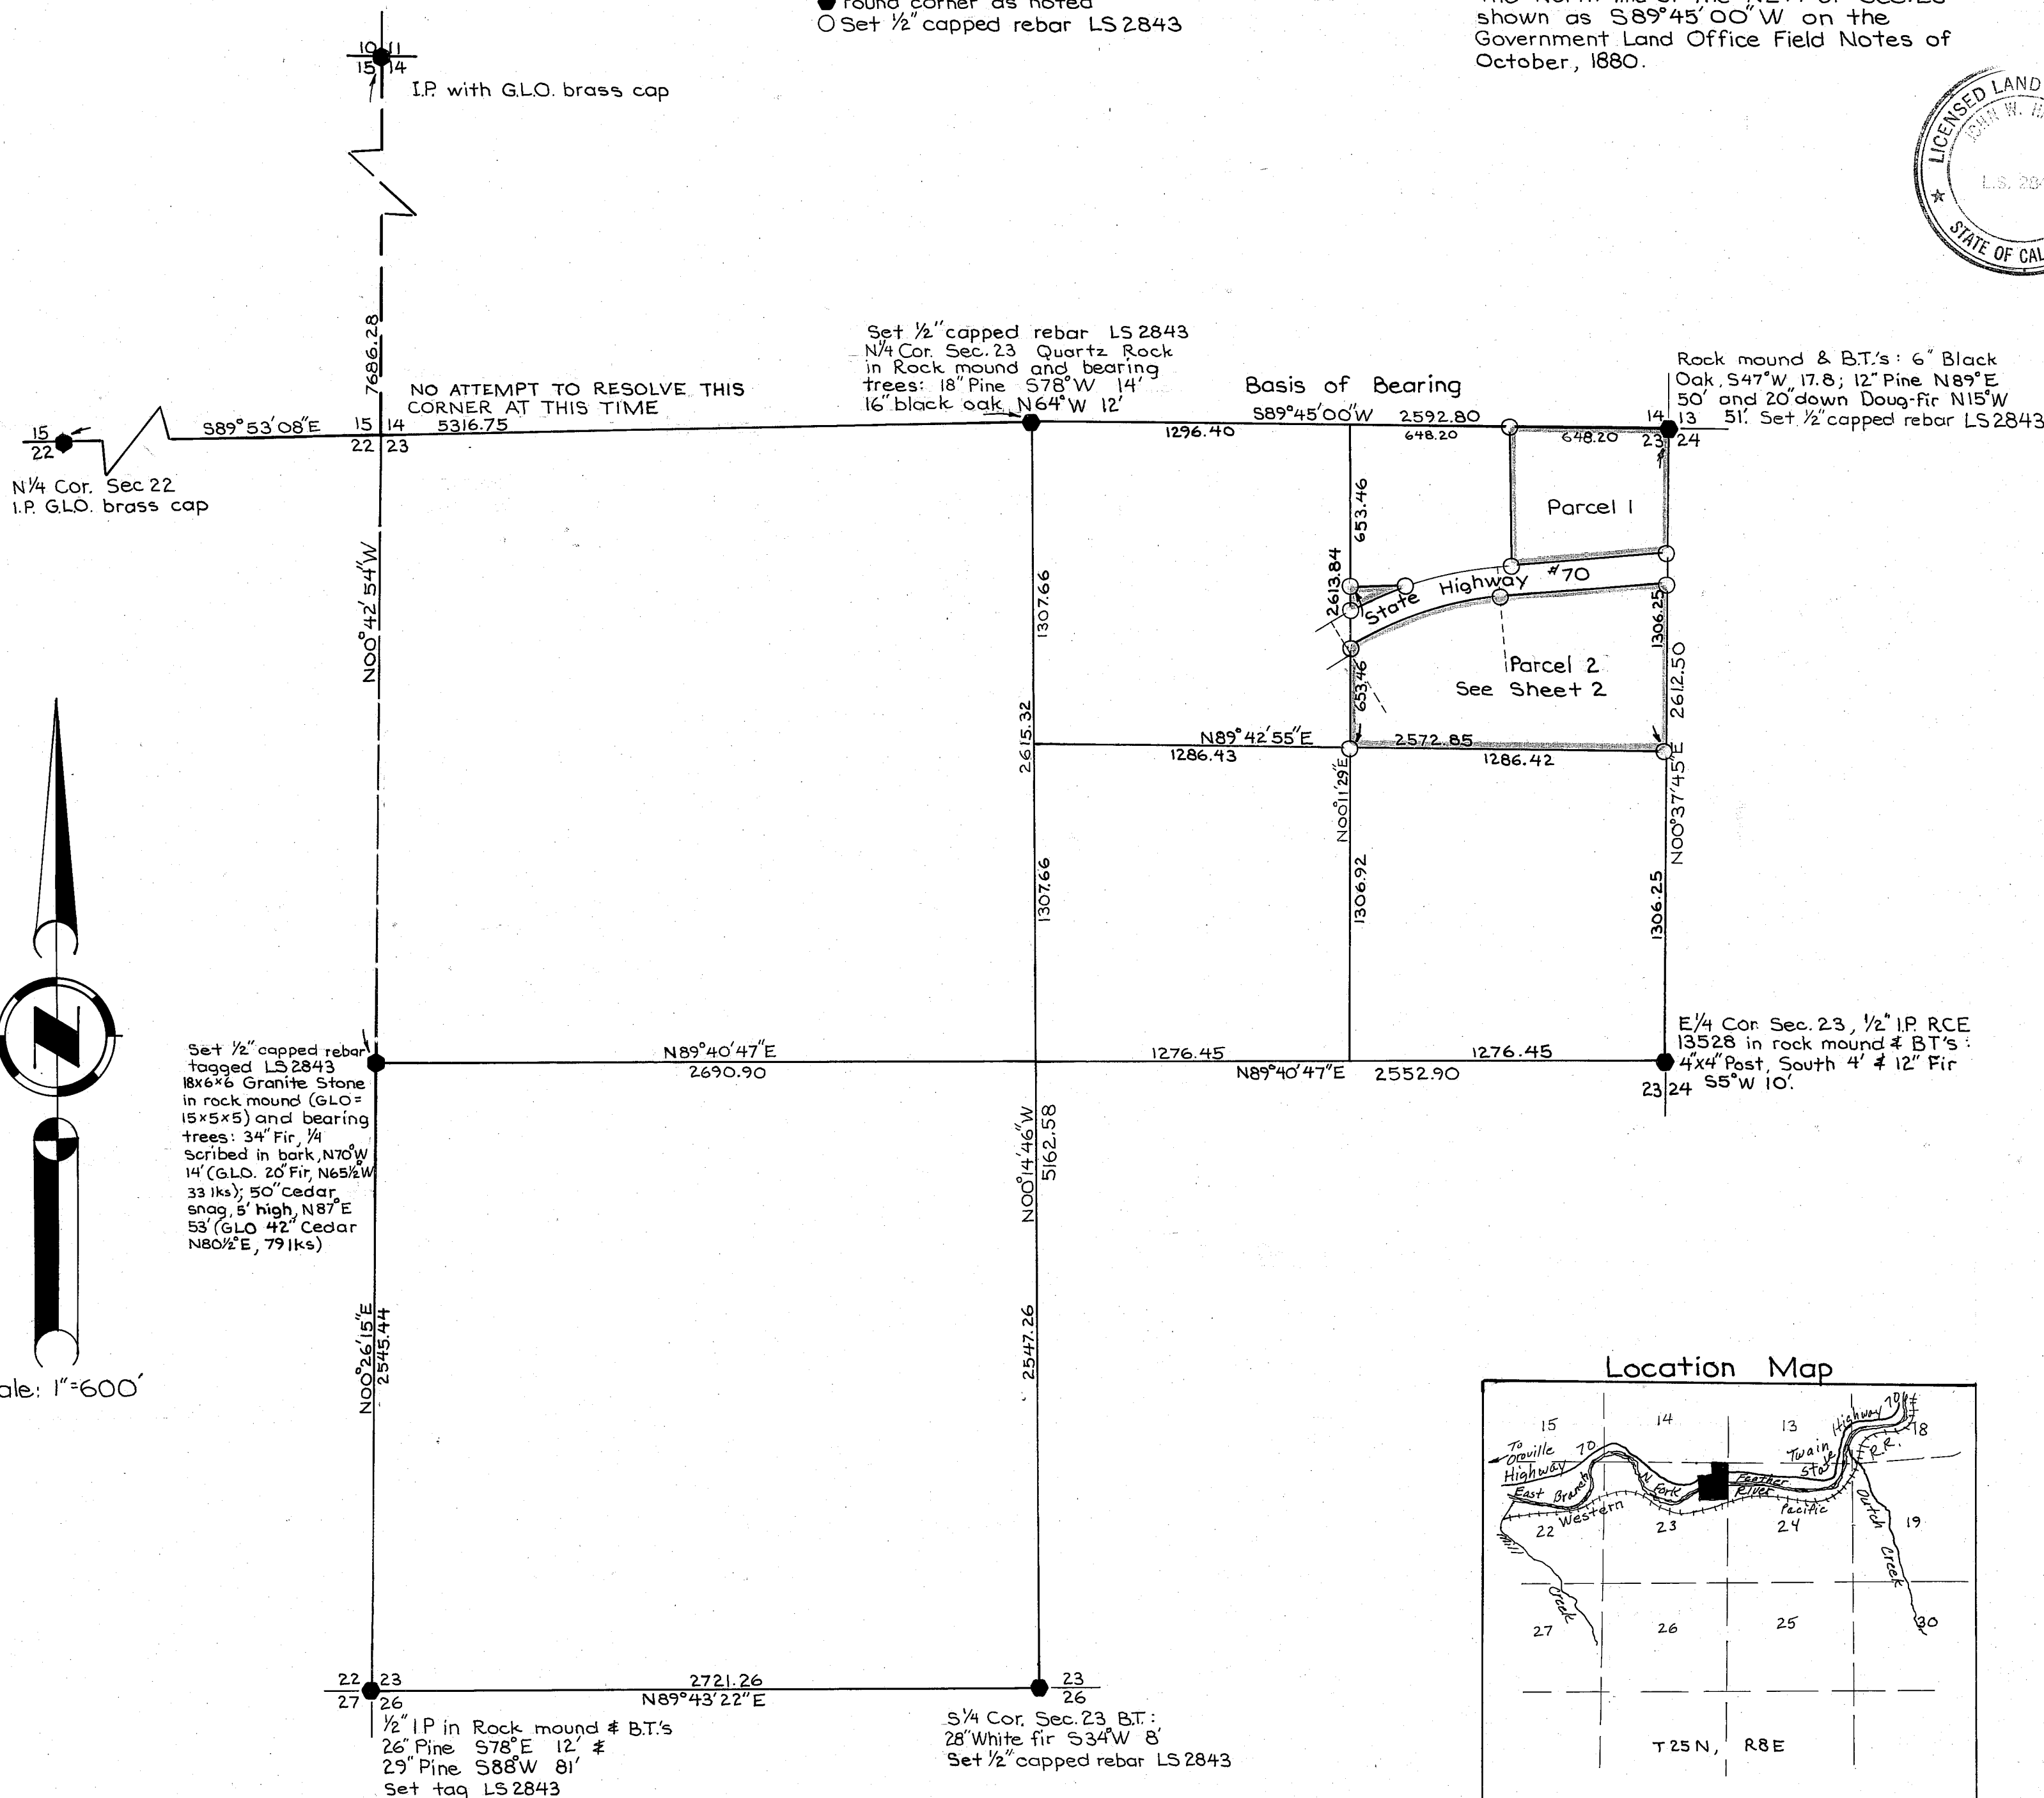 round corner as noted
Set ½" capped rebar LS 2843
shown as S89°45'00"W on the
Government Land Office Field Notes of
October, 1880.
LICENSED LAND
JOHN W.
L.S.
STATE OF CAL
10 11
15 14
I.P. with G.L.O. brass cap
7686.28
NO ATTEMPT TO RESOLVE THIS
CORNER AT THIS TIME
S89°53'08"E
15 14
5316.75
22 23
15
22
N¼ Cor. Sec 22
I.P. G.L.O. brass cap
Set ½" capped rebar LS 2843
N¼ Cor. Sec. 23 Quartz Rock
in Rock mound and bearing
trees: 18" Pine S78°W 14'
16" black oak N64°W 12'
Basis of Bearing
S89°45'00"W 2592.80
1296.40
648.20
648.20
Rock mound & B.T.'s: 6" Black
Oak, S47°W, 17.8; 12" Pine N89°E
50' and 20" down Doug-fir N15°W
51'. Set ½" capped rebar LS 2843
14 13
23 24
653.46
Parcel 1
2613.84
State Highway #70
1306.25
Parcel 2
See Sheet 2
653.46
2612.50
N00°37'45"E
N00°42'54"W
1307.66
2615.32
N89°42'55"E
2572.85
1286.43
1286.42
N00°11'29"E
1307.66
1306.92
1306.25
Scale: 1"=600'
Set ½" capped rebar
tagged LS 2843
18x6x6 Granite Stone
in rock mound (GLO=
15x5x5) and bearing
trees: 34" Fir, ¼
scribed in bark, N70°W
14' (G.L.O. 20" Fir, N65½°W
33 lks); 50" Cedar
snag, 5' high, N87°E
53' (GLO 42" Cedar
N80½°E, 79 lks)
N89°40'47"E
2690.90
1276.45
1276.45
N89°40'47"E 2552.90
E¼ Cor. Sec. 23, ½" I.P. RCE
13528 in rock mound & BT's:
4"x4" Post, South 4' & 12" Fir
S5°W 10'.
23 24
N00°14'46"W
5162.58
N00°26'15"E
2545.44
2547.26
22 23
27 26
2721.26
N89°43'22"E
23
26
½" I.P in Rock mound & B.T.'s
26" Pine S78°E 12' &
29" Pine S88°W 81'
Set tag LS 2843
S¼ Cor. Sec. 23 B.T.:
28" White fir S34°W 8'
Set ½" capped rebar LS 2843
Location Map
15
14
13
18
Highway 70
To Oroville
Highway 70
Twain
R.R.
East Branch
N. Fork
Feather
River
Western
Pacific
22
23
24
19
Dutch Creek
Creek
27
26
25
30
T25N, R8E